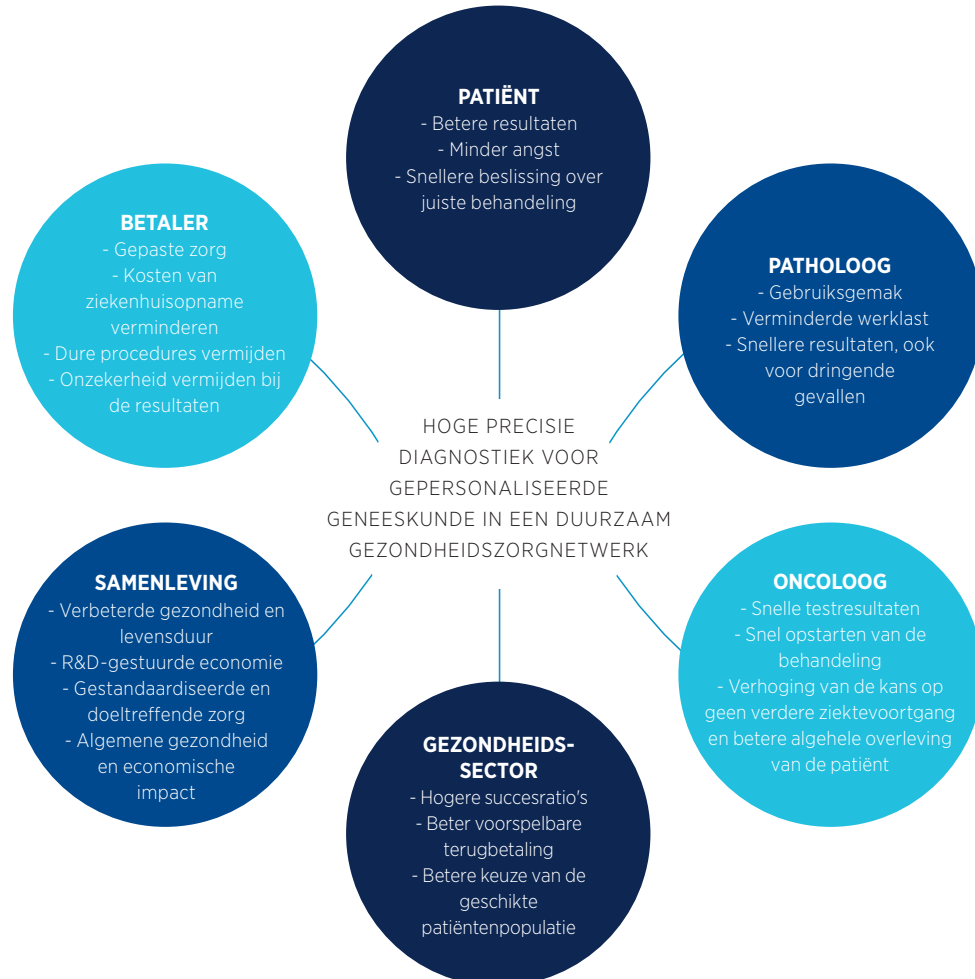 PATIËNT
- Betere resultaten
- Minder angst
- Snellere beslissing over
juiste behandeling
BETALER
- Gepaste zorg
- Kosten van
ziekenhuisopname
verminderen
- Dure procedures vermijden
- Onzekerheid vermijden bij
de resultaten
PATHOLOOG
- Gebruiksgemak
- Verminderde werklast
- Snellere resultaten, ook
voor dringende
gevallen
HOGE PRECISIE
DIAGNOSTIEK VOOR
GEPERSONALISEERDE
GENEESKUNDE IN EEN DUURZAAM
GEZONDHEIDSZORGNETWERK
SAMENLEVING
- Verbeterde gezondheid en
levensduur
- R&D-gestuurde economie
- Gestandaardiseerde en
doeltreffende zorg
- Algemene gezondheid
en economische
impact
ONCOLOOG
- Snelle testresultaten
- Snel opstarten van de
behandeling
- Verhoging van de kans op
geen verdere ziektevoortgang
en betere algehele overleving
van de patiënt
GEZONDHEIDS-
SECTOR
- Hogere succesratio's
- Beter voorspelbare
terugbetaling
- Betere keuze van de
geschikte
patiëntenpopulatie